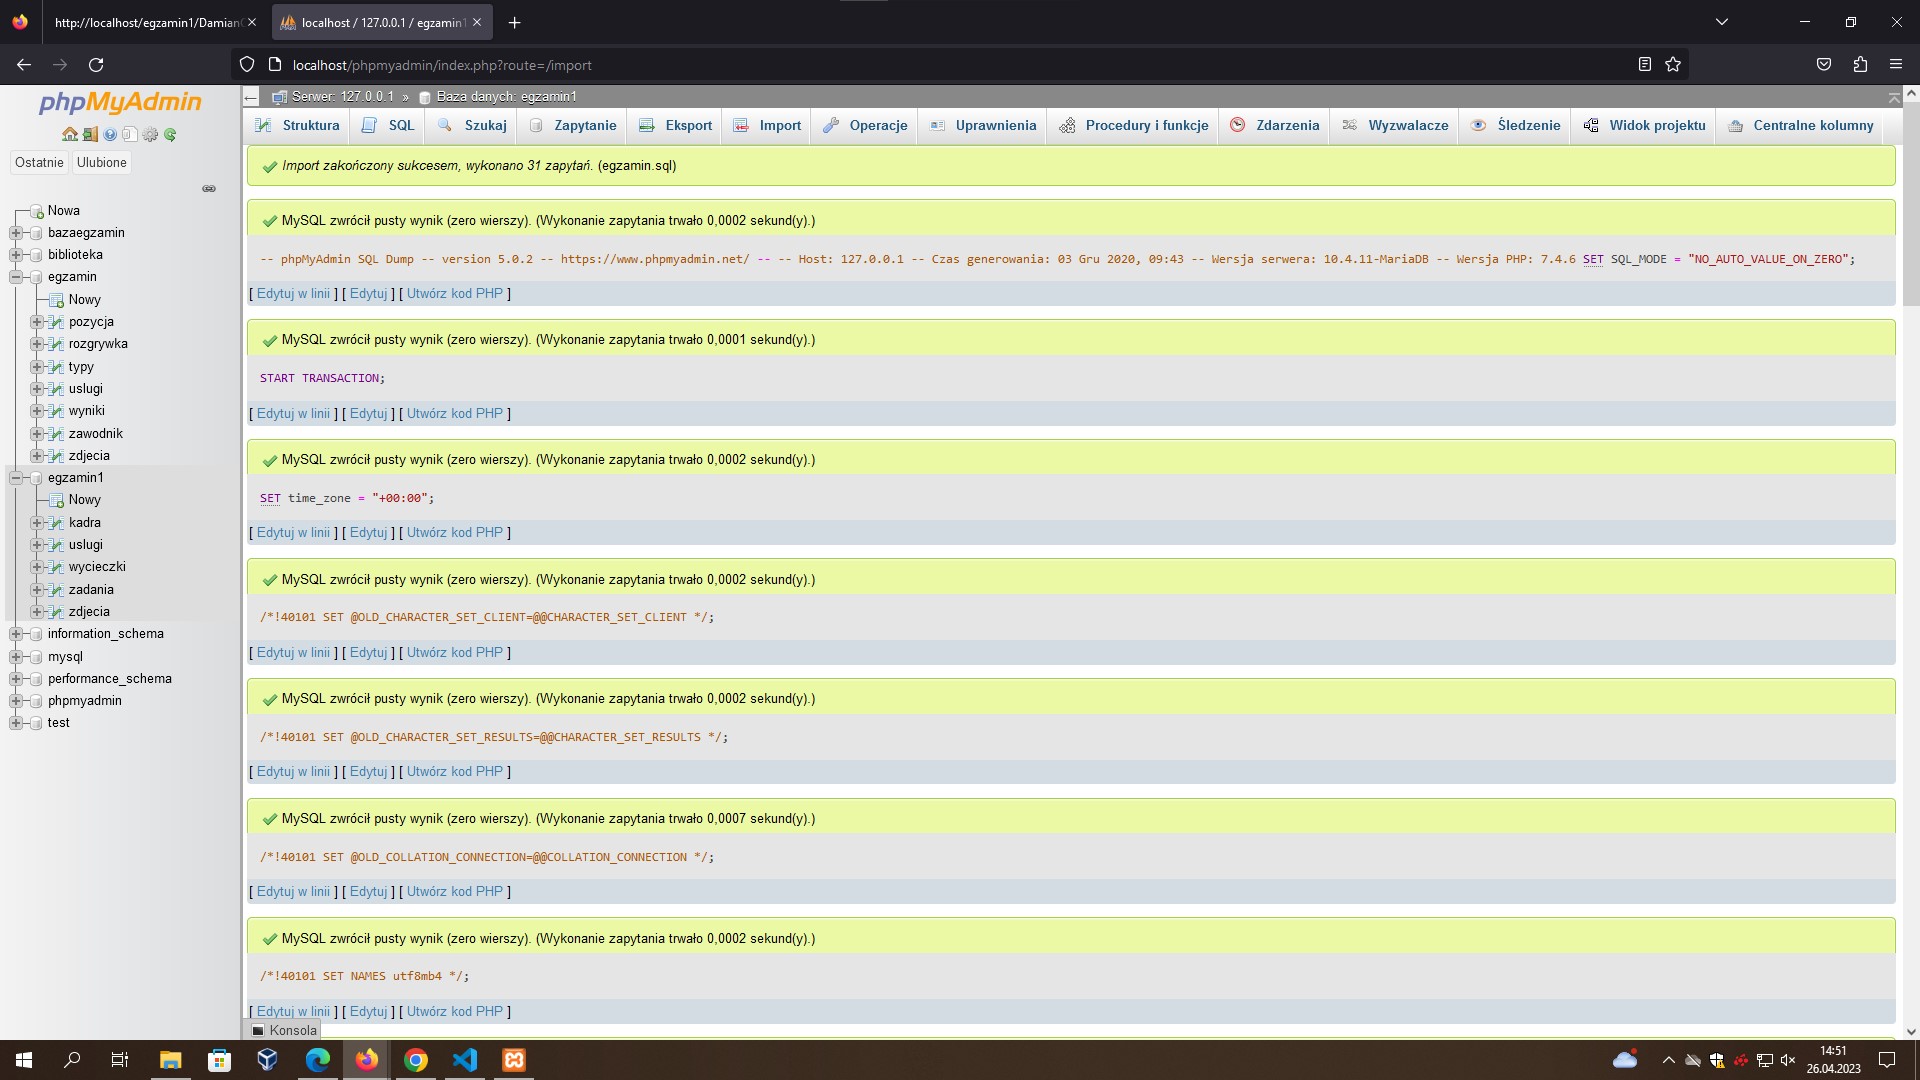 http://localhost/egzamin1/Damian
localhost / 127.0.0.1 / egzamin1
localhost/phpmyadmin/index.php?route=/import
phpMyAdmin
Ostatnie
Ulubione
Nowa
bazaegzamin
biblioteka
egzamin
Nowy
pozycja
rozgrywka
typy
uslugi
wyniki
zawodnik
zdjecia
egzamin1
Nowy
kadra
uslugi
wycieczki
zadania
zdjecia
information_schema
mysql
performance_schema
phpmyadmin
test
Serwer: 127.0.0.1 » Baza danych: egzamin1
Struktura SQL Szukaj Zapytanie Eksport Import Operacje Uprawnienia Procedury i funkcje Zdarzenia Wyzwalacze Śledzenie Widok projektu Centralne kolumny
Import zakończony sukcesem, wykonano 31 zapytań. (egzamin.sql)
MySQL zwrócił pusty wynik (zero wierszy). (Wykonanie zapytania trwało 0,0002 sekund(y).)
-- phpMyAdmin SQL Dump -- version 5.0.2 -- https://www.phpmyadmin.net/ -- -- Host: 127.0.0.1 -- Czas generowania: 03 Gru 2020, 09:43 -- Wersja serwera: 10.4.11-MariaDB -- Wersja PHP: 7.4.6 SET SQL_MODE = "NO_AUTO_VALUE_ON_ZERO";
[ Edytuj w linii ] [ Edytuj ] [ Utwórz kod PHP ]
MySQL zwrócił pusty wynik (zero wierszy). (Wykonanie zapytania trwało 0,0001 sekund(y).)
START TRANSACTION;
[ Edytuj w linii ] [ Edytuj ] [ Utwórz kod PHP ]
MySQL zwrócił pusty wynik (zero wierszy). (Wykonanie zapytania trwało 0,0002 sekund(y).)
SET time_zone = "+00:00";
[ Edytuj w linii ] [ Edytuj ] [ Utwórz kod PHP ]
MySQL zwrócił pusty wynik (zero wierszy). (Wykonanie zapytania trwało 0,0002 sekund(y).)
/*!40101 SET @OLD_CHARACTER_SET_CLIENT=@@CHARACTER_SET_CLIENT */;
[ Edytuj w linii ] [ Edytuj ] [ Utwórz kod PHP ]
MySQL zwrócił pusty wynik (zero wierszy). (Wykonanie zapytania trwało 0,0002 sekund(y).)
/*!40101 SET @OLD_CHARACTER_SET_RESULTS=@@CHARACTER_SET_RESULTS */;
[ Edytuj w linii ] [ Edytuj ] [ Utwórz kod PHP ]
MySQL zwrócił pusty wynik (zero wierszy). (Wykonanie zapytania trwało 0,0007 sekund(y).)
/*!40101 SET @OLD_COLLATION_CONNECTION=@@COLLATION_CONNECTION */;
[ Edytuj w linii ] [ Edytuj ] [ Utwórz kod PHP ]
MySQL zwrócił pusty wynik (zero wierszy). (Wykonanie zapytania trwało 0,0002 sekund(y).)
/*!40101 SET NAMES utf8mb4 */;
[ Edytuj w linii ] [ Edytuj ] [ Utwórz kod PHP ]
Konsola
14:51
26.04.2023